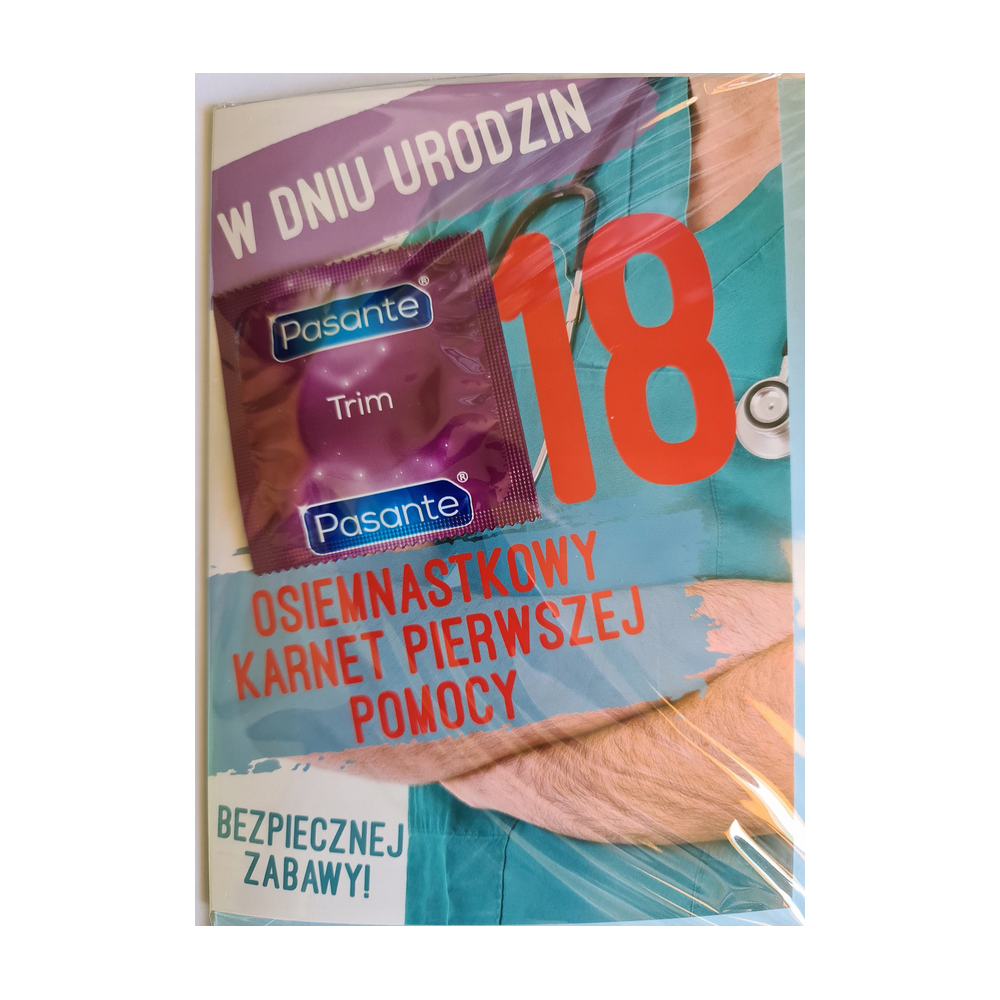 W DNIU URODZIN
Pasante®
Trim
Pasante®
18
OSIEMNASTKOWY
KARNET PIERWSZEJ
POMOCY
BEZPIECZNEJ
ZABAWY!